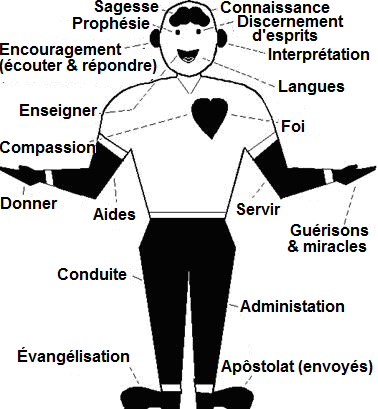 Sagesse
Connaissance
Prophésie
Discernement
d'esprits
Encouragement
(écouter & répondre)
Interprétation
Langues
Enseigner
Foi
Compassion
Donner
Aides
Servir
Guérisons
& miracles
Conduite
Administation
Évangélisation
Apôstolat (envoyés)